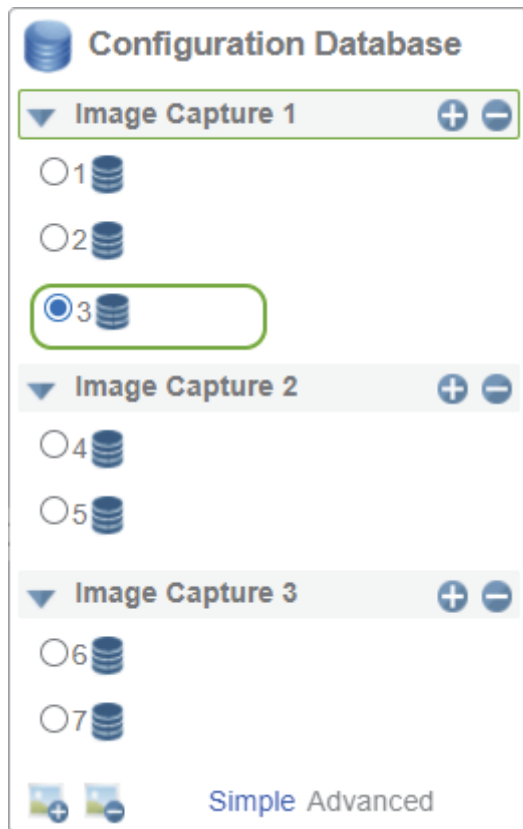 Configuration Database
Image Capture 1
1
2
3
Image Capture 2
4
5
Image Capture 3
6
7
Simple Advanced